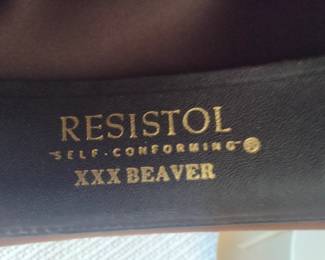 RESISTOL
SELF-CONFORMING
XXX BEAVER